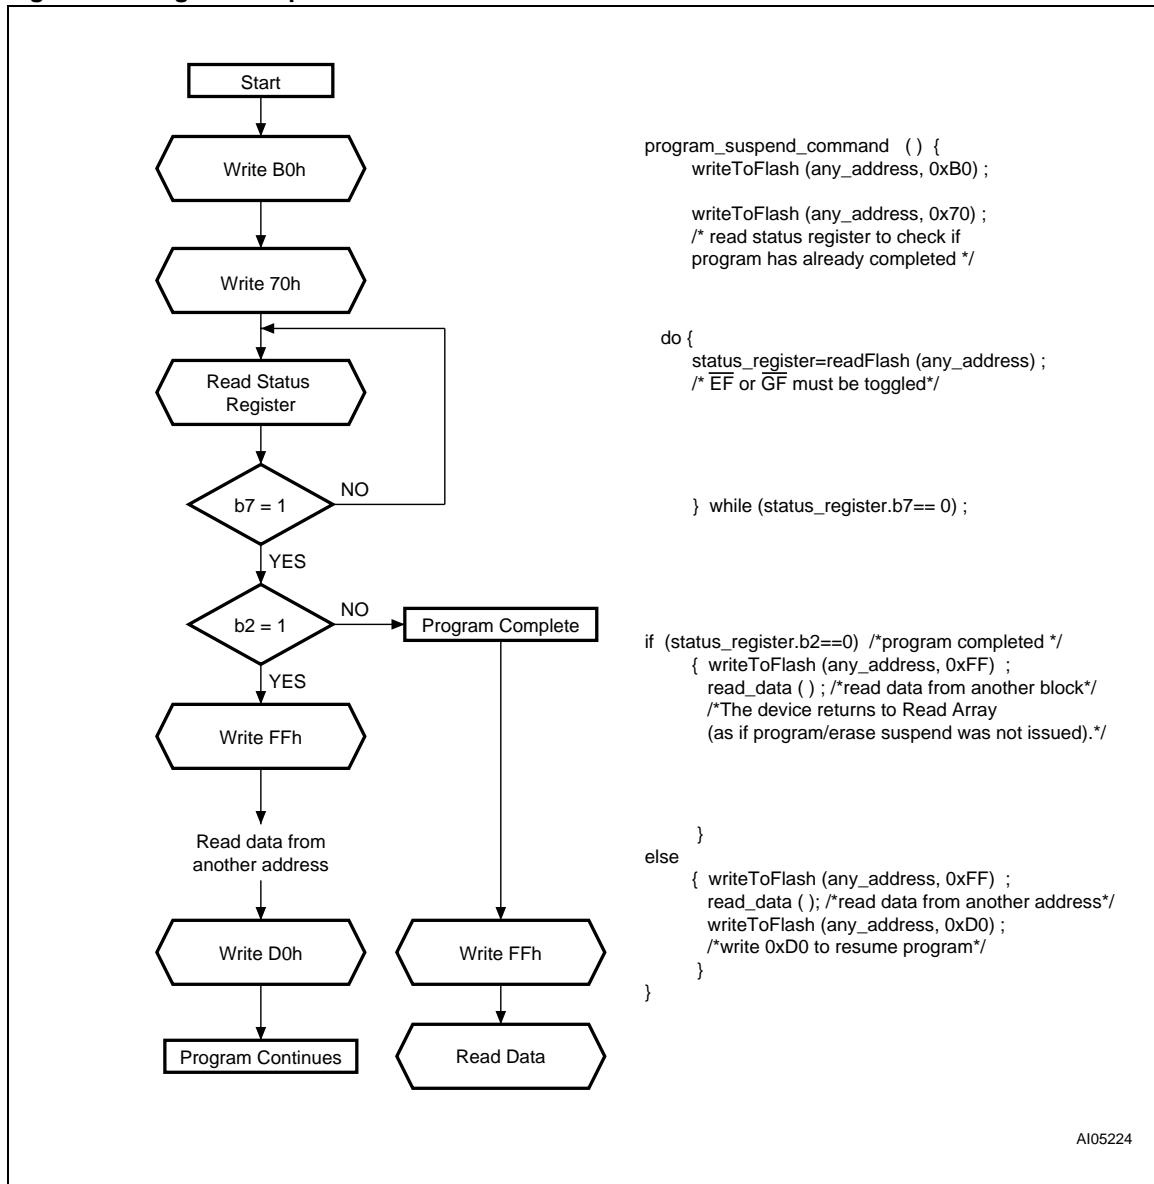 Start
Write B0h
Write 70h
Read Status
Register
b7 = 1
NO
YES
b2 = 1
NO
Program Complete
YES
Write FFh
Read data from
another address
Write D0h
Write FFh
Program Continues
Read Data
program_suspend_command ( ) {
writeToFlash (any_address, 0xB0) ;
writeToFlash (any_address, 0x70) ;
/* read status register to check if
program has already completed */
do {
status_register=readFlash (any_address) ;
/* E̅F̅ or G̅F̅ must be toggled*/
} while (status_register.b7== 0) ;
if (status_register.b2==0) /*program completed */
{ writeToFlash (any_address, 0xFF) ;
read_data ( ) ; /*read data from another block*/
/*The device returns to Read Array
(as if program/erase suspend was not issued).*/
}
else
{ writeToFlash (any_address, 0xFF) ;
read_data ( ); /*read data from another address*/
writeToFlash (any_address, 0xD0) ;
/*write 0xD0 to resume program*/
}
}
AI05224